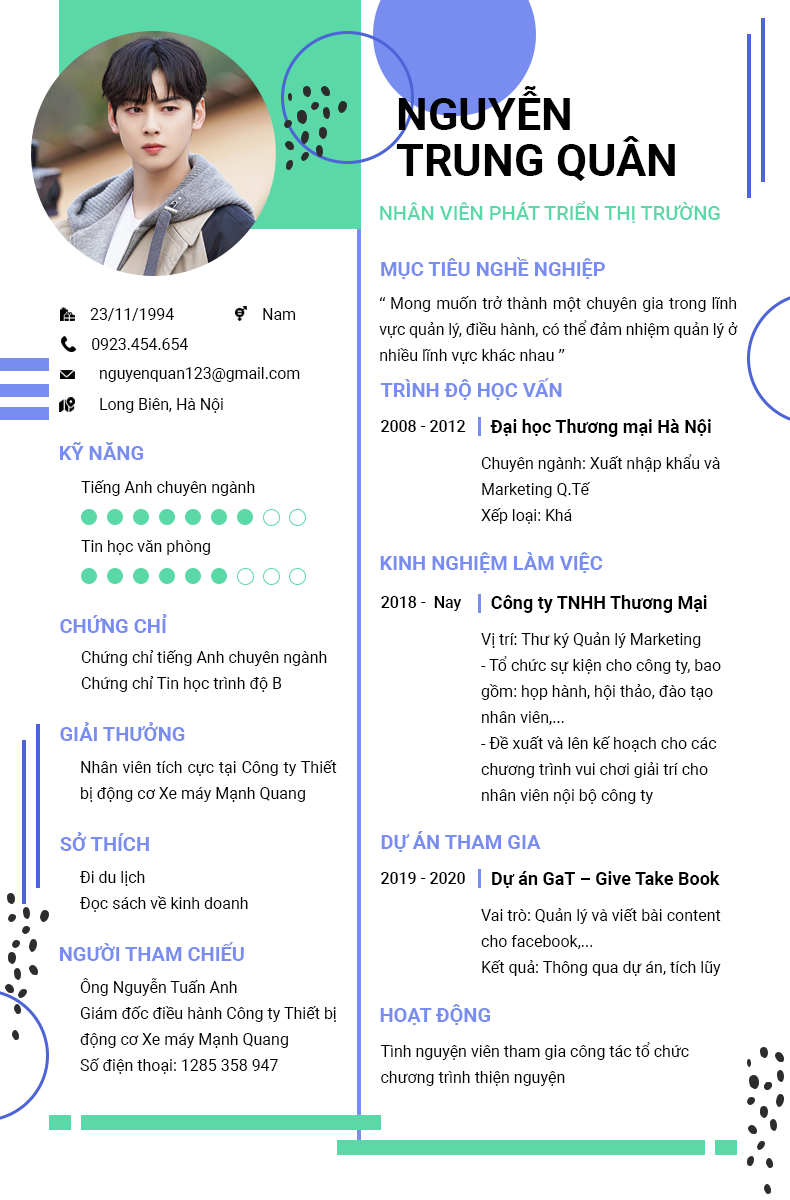 NGUYỄN
TRUNG QUÂN
NHÂN VIÊN PHÁT TRIỂN THỊ TRƯỜNG
23/11/1994 Nam
0923.454.654
nguyenquan123@gmail.com
Long Biên, Hà Nội
KỸ NĂNG
Tiếng Anh chuyên ngành
Tin học văn phòng
CHỨNG CHỈ
Chứng chỉ tiếng Anh chuyên ngành
Chứng chỉ Tin học trình độ B
GIẢI THƯỞNG
Nhân viên tích cực tại Công ty Thiết
bị động cơ Xe máy Mạnh Quang
SỞ THÍCH
Đi du lịch
Đọc sách về kinh doanh
NGƯỜI THAM CHIẾU
Ông Nguyễn Tuấn Anh
Giám đốc điều hành Công ty Thiết bị
động cơ Xe máy Mạnh Quang
Số điện thoại: 1285 358 947
MỤC TIÊU NGHỀ NGHIỆP
“ Mong muốn trở thành một chuyên gia trong lĩnh
vực quản lý, điều hành, có thể đảm nhiệm quản lý ở
nhiều lĩnh vực khác nhau ”
TRÌNH ĐỘ HỌC VẤN
2008 - 2012 Đại học Thương mại Hà Nội
Chuyên ngành: Xuất nhập khẩu và
Marketing Q.Tế
Xếp loại: Khá
KINH NGHIỆM LÀM VIỆC
2018 - Nay Công ty TNHH Thương Mại
Vị trí: Thư ký Quản lý Marketing
- Tổ chức sự kiện cho công ty, bao
gồm: họp hành, hội thảo, đào tạo
nhân viên,...
- Đề xuất và lên kế hoạch cho các
chương trình vui chơi giải trí cho
nhân viên nội bộ công ty
DỰ ÁN THAM GIA
2019 - 2020 Dự án GaT – Give Take Book
Vai trò: Quản lý và viết bài content
cho facebook,...
Kết quả: Thông qua dự án, tích lũy
HOẠT ĐỘNG
Tình nguyện viên tham gia công tác tổ chức
chương trình thiện nguyện